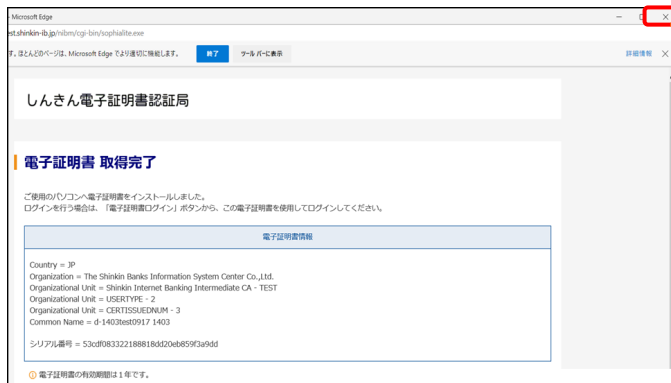 - Microsoft Edge
est.shinkin-ib.jp/nibm/cgi-bin/sophialite.exe
す。ほとんどのページは、Microsoft Edge でより適切に機能します。 終了 ツール バーに表示 詳細情報
しんきん電子証明書認証局
電子証明書 取得完了
ご使用のパソコンへ電子証明書をインストールしました。
ログインを行う場合は、「電子証明書ログイン」ボタンから、この電子証明書を使用してログインしてください。
電子証明書情報
Country = JP
Organization = The Shinkin Banks Information System Center Co.,Ltd.
Organizational Unit = Shinkin Internet Banking Intermediate CA - TEST
Organizational Unit = USERTYPE - 2
Organizational Unit = CERTISSUEDNUM - 3
Common Name = d-1403test0917 1403
シリアル番号 = 53cdf083322188818dd20eb859f3a9dd
電子証明書の有効期間は１年です。